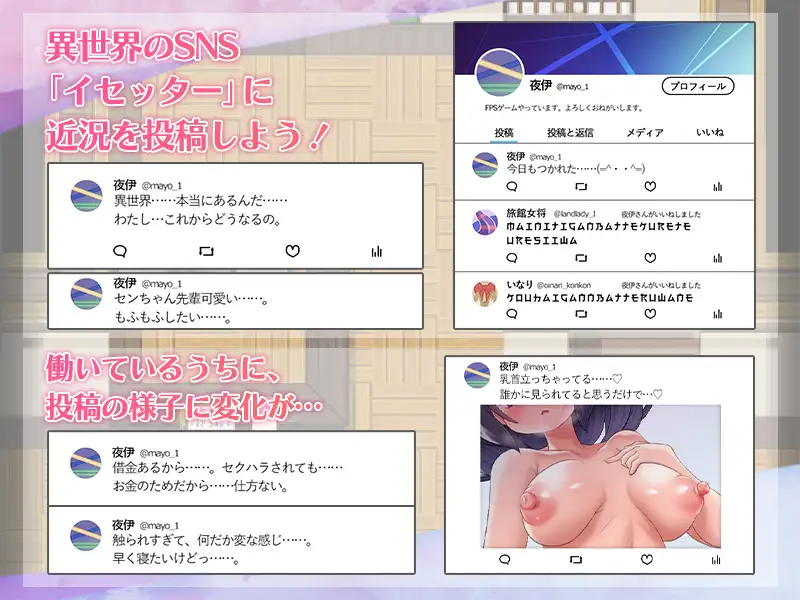 異世界のSNS
「イセッター」に
近況を投稿しよう！
夜伊 @mayo_1
異世界……本当にあるんだ……
わたし…これからどうなるの。
夜伊 @mayo_1
センちゃん先輩可愛い……。
もふもふしたい……。
夜伊 @mayo_1
プロフィール
FPSゲームやっています。よろしくおねがいします。
投稿 投稿と返信 メディア いいね
夜伊 @mayo_1
今日もつかれた……(=^・・^=)
旅館女将 @landlady_1 夜伊さんがいいねしました
MAINITIGANBATTEKURETE
URESIIWA
いなり @oinari_konkon 夜伊さんがいいねしました
KOUHAIGANNBATTERUWANE
働いているうちに、
投稿の様子に変化が…
夜伊 @mayo_1
借金あるから……。セクハラされても……
お金のためだから……仕方ない。
夜伊 @mayo_1
触られすぎて、何だか変な感じ……。
早く寝たいけどっ……。
夜伊 @mayo_1
乳首立っちゃってる……♡
誰かに見られてると思うだけで…♡